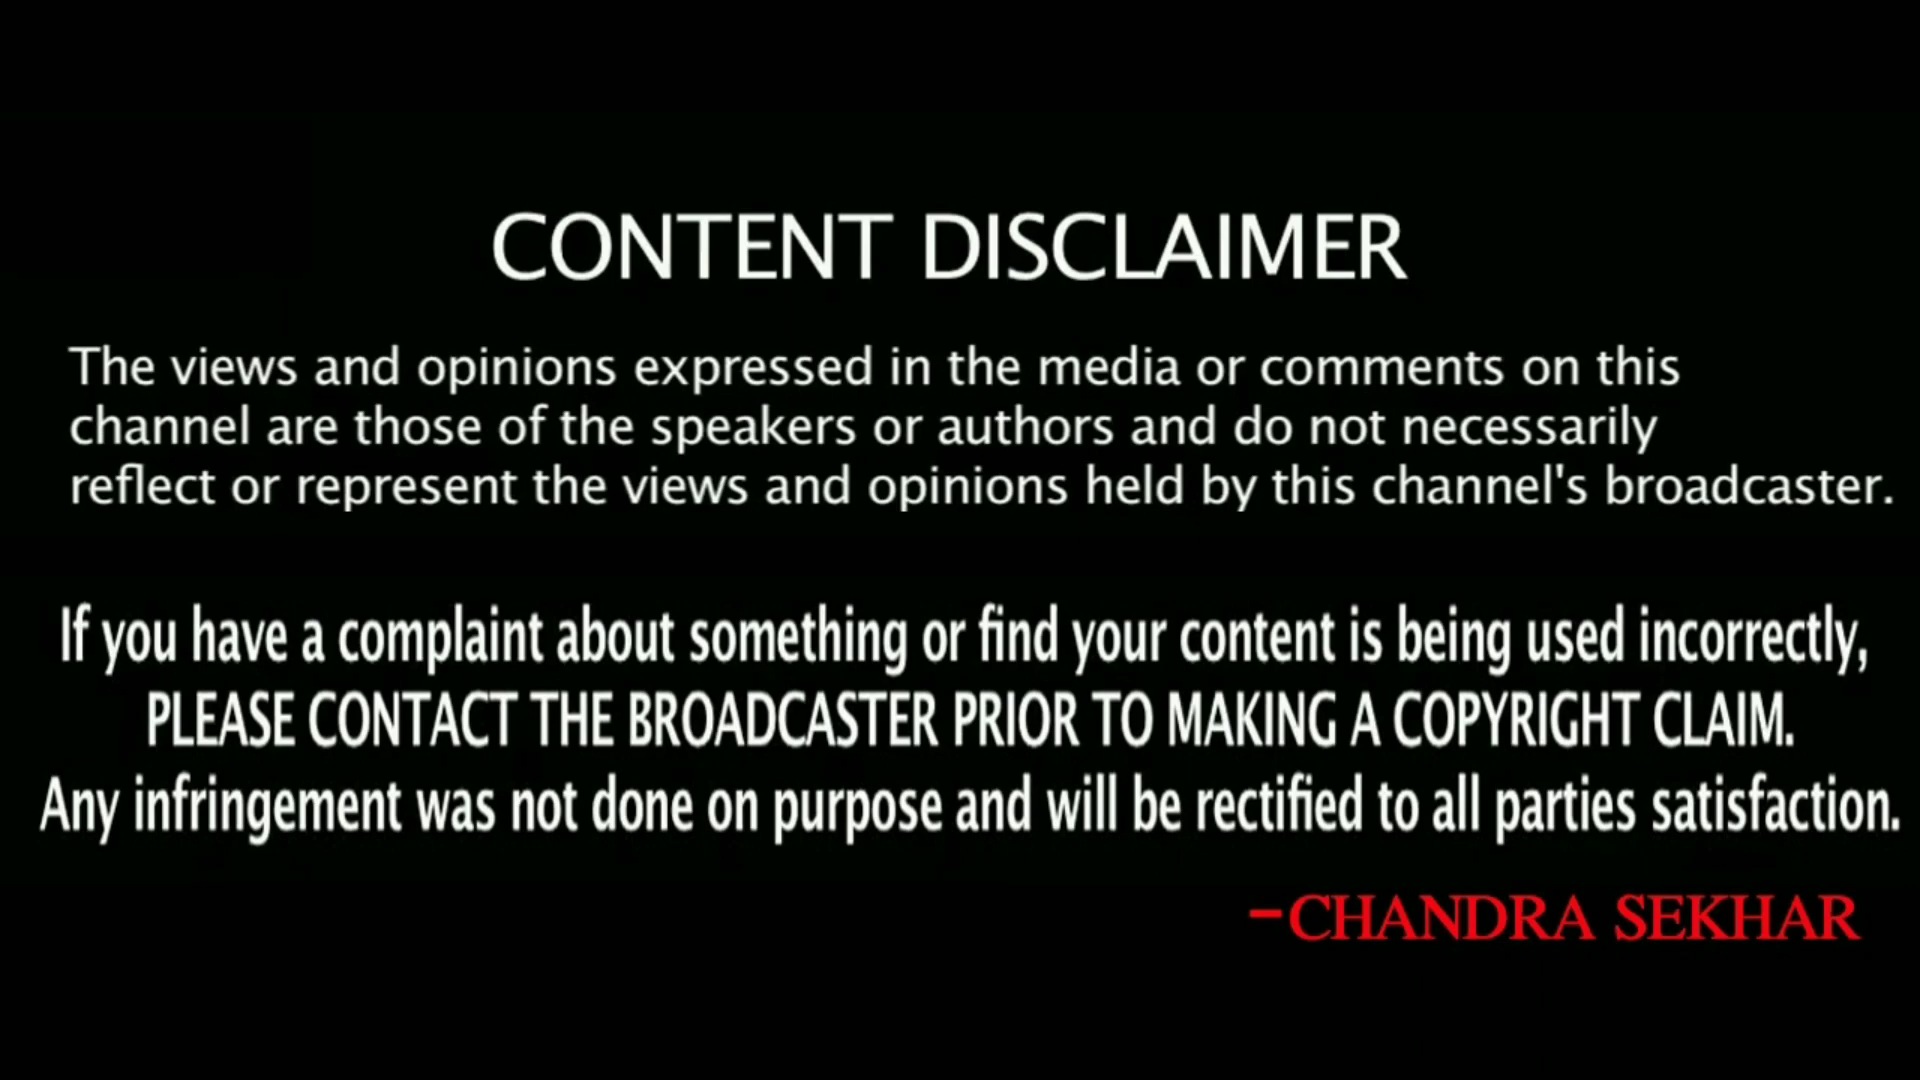 CONTENT DISCLAIMER
The views and opinions expressed in the media or comments on this
channel are those of the speakers or authors and do not necessarily
reflect or represent the views and opinions held by this channel's broadcaster.
If you have a complaint about something or find your content is being used incorrectly,
PLEASE CONTACT THE BROADCASTER PRIOR TO MAKING A COPYRIGHT CLAIM.
Any infringement was not done on purpose and will be rectified to all parties satisfaction.
-CHANDRA SEKHAR